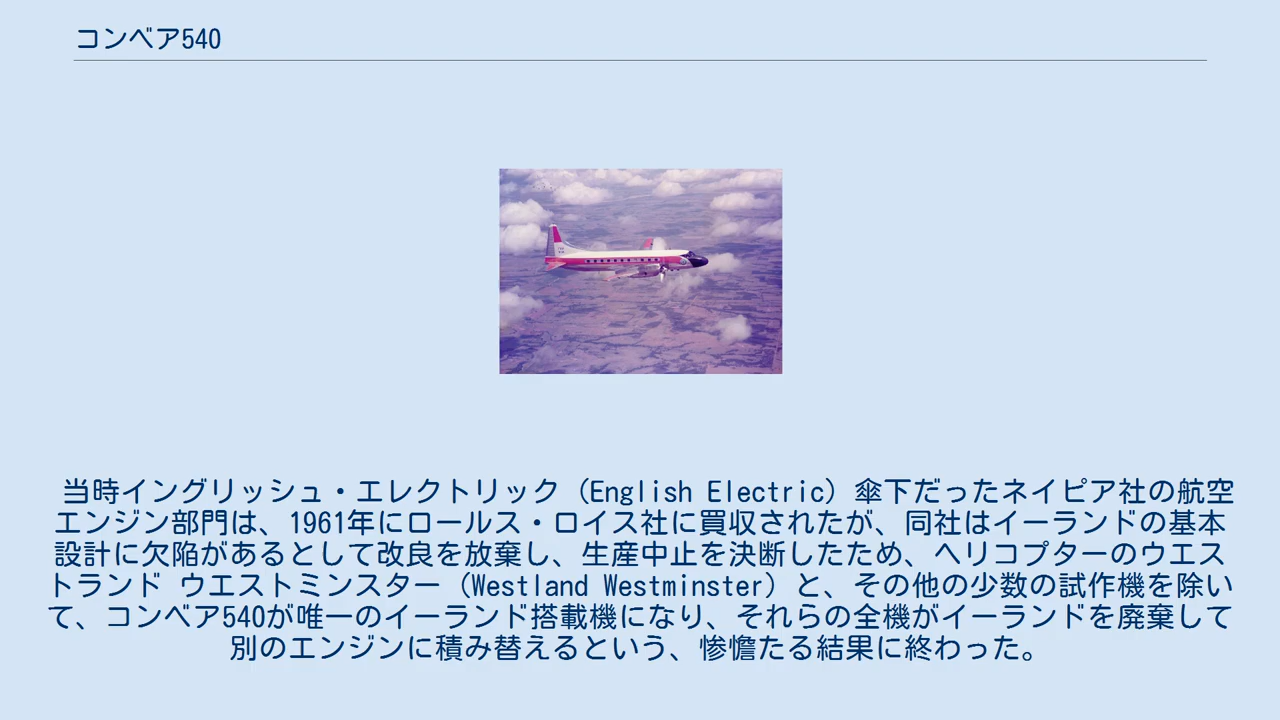 コンベア540
当時イングリッシュ・エレクトリック（English Electric）傘下だったネイピア社の航空
エンジン部門は、1961年にロールス・ロイス社に買収されたが、同社はイーランドの基本
設計に欠陥があるとして改良を放棄し、生産中止を決断したため、ヘリコプターのウエス
トランド ウエストミンスター（Westland Westminster）と、その他の少数の試作機を除い
て、コンベア540が唯一のイーランド搭載機になり、それらの全機がイーランドを廃棄して
別のエンジンに積み替えるという、惨憺たる結果に終わった。